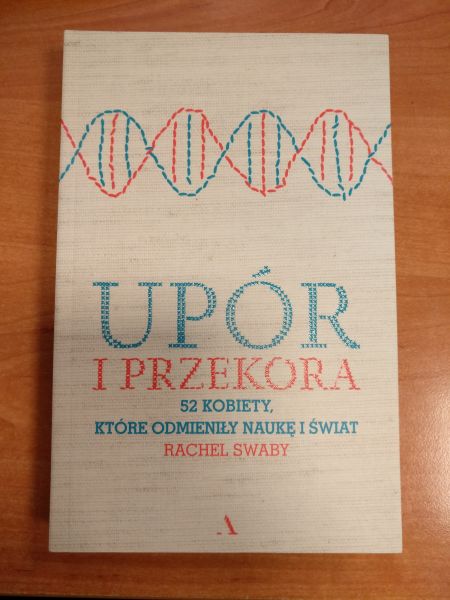 UPÓR
I PRZEKORA
52 KOBIETY,
KTÓRE ODMIENIŁY NAUKĘ I ŚWIAT
RACHEL SWABY
A